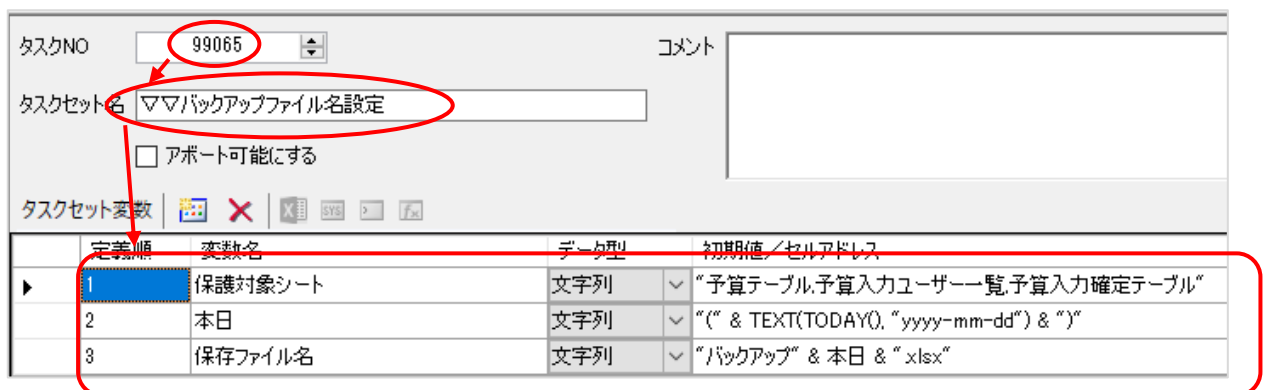 タスクNO 99065 コメント
タスクセット名 ▽▽バックアップファイル名設定
アボート可能にする
タスクセット変数 X SYS fx
定義順 変数名 データ型 初期値／セルアドレス
1 保護対象シート 文字列 "予算テーブル,予算入力ユーザー一覧,予算入力確定テーブル"
2 本日 文字列 "(" & TEXT(TODAY(), "yyyy-mm-dd") & ")"
3 保存ファイル名 文字列 "バックアップ" & 本日 & ".xlsx"